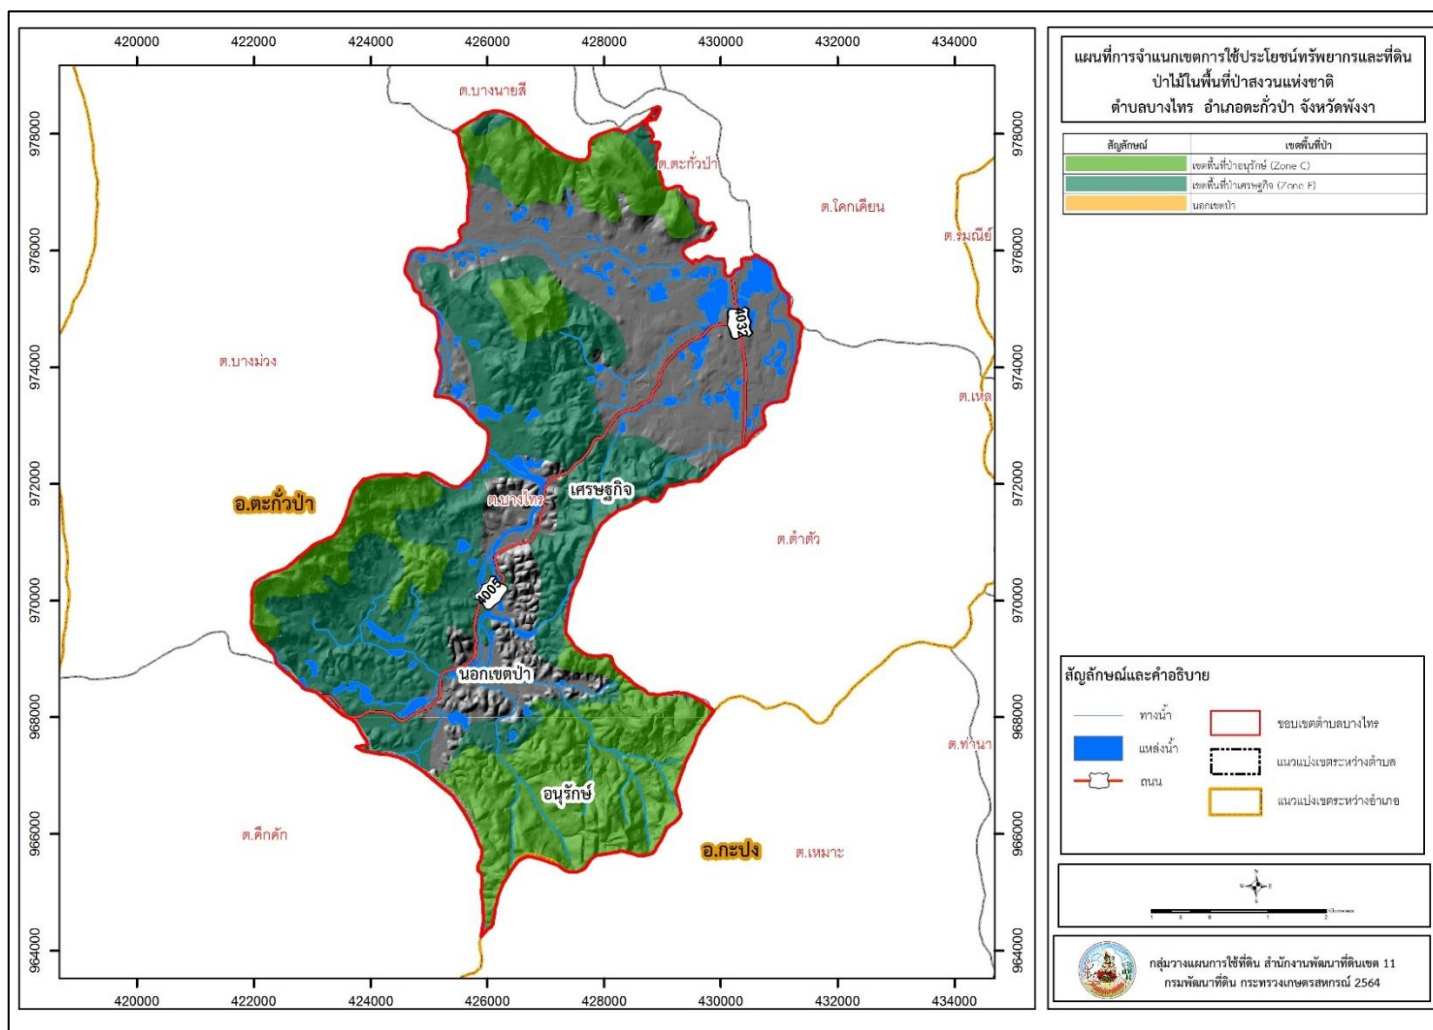 420000 422000 424000 426000 428000 430000 432000 434000
แผนที่การจำแนกเขตการใช้ประโยชน์ทรัพยากรและที่ดิน
ป่าไม้ในพื้นที่ป่าสงวนแห่งชาติ
ตำบลบางไทร อำเภอตะกั่วป่า จังหวัดพังงา
สัญลักษณ์ เขตพื้นที่ป่า
เขตพื้นที่ป่าอนุรักษ์ (Zone C)
เขตพื้นที่ป่าเศรษฐกิจ (Zone E)
นอกเขตป่า
ต.บางนายสี
978000 978000
ต.ตะกั่วป่า
ต.โคกเคียน
ต.รมณีย์
976000 976000
4032
ต.บางม่วง
974000 974000
ต.เหล
972000 972000
เศรษฐกิจ
ต.บางไทร
อ.ตะกั่วป่า
ต.ตำตัว
970000 970000
4005
นอกเขตป่า
968000 968000
ต.ท่านา
อนุรักษ์
966000 966000
ต.คึกคัก
อ.กะปง
ต.เหมาะ
964000 964000
420000 422000 424000 426000 428000 430000 432000 434000
สัญลักษณ์และคำอธิบาย
ทางน้ำ
แหล่งน้ำ
ถนน
ขอบเขตตำบลบางไทร
แนวแบ่งเขตระหว่างตำบล
แนวแบ่งเขตระหว่างอำเภอ
N
W E
S
กลุ่มวางแผนการใช้ที่ดิน สำนักงานพัฒนาที่ดินเขต 11
กรมพัฒนาที่ดิน กระทรวงเกษตรสหกรณ์ 2564